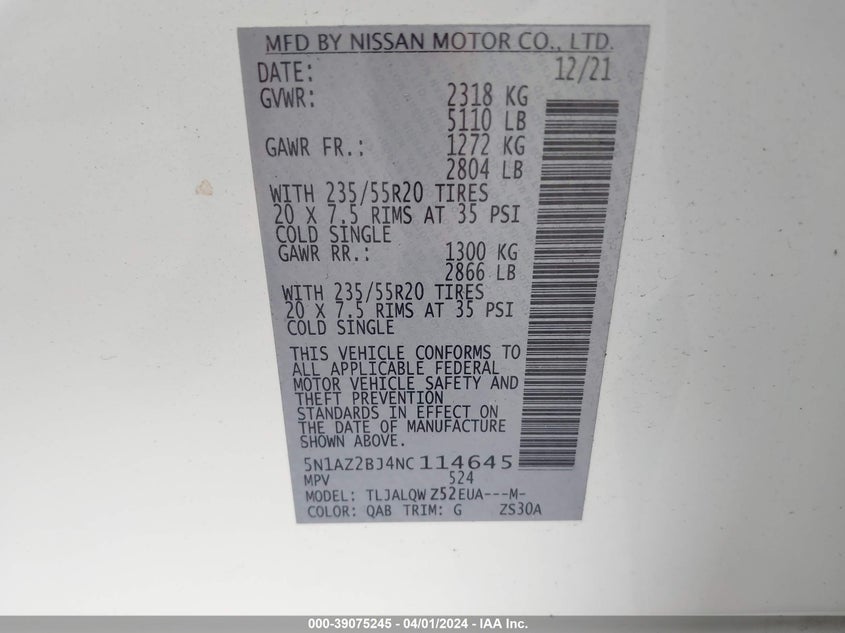 MFD BY NISSAN MOTOR CO., LTD.
DATE: 12/21
GVWR: 2318 KG
5110 LB
GAWR FR.: 1272 KG
2804 LB
WITH 235/55R20 TIRES
20 X 7.5 RIMS AT 35 PSI
COLD SINGLE
GAWR RR.: 1300 KG
2866 LB
WITH 235/55R20 TIRES
20 X 7.5 RIMS AT 35 PSI
COLD SINGLE
THIS VEHICLE CONFORMS TO
ALL APPLICABLE FEDERAL
MOTOR VEHICLE SAFETY AND
THEFT PREVENTION
STANDARDS IN EFFECT ON
THE DATE OF MANUFACTURE
SHOWN ABOVE.
5N1AZ2BJ4NC114645
MPV 524
MODEL: TLJALQW Z52EUA---M-
COLOR: QAB TRIM: G ZS30A
000-39075245 - 04/01/2024 - IAA Inc.